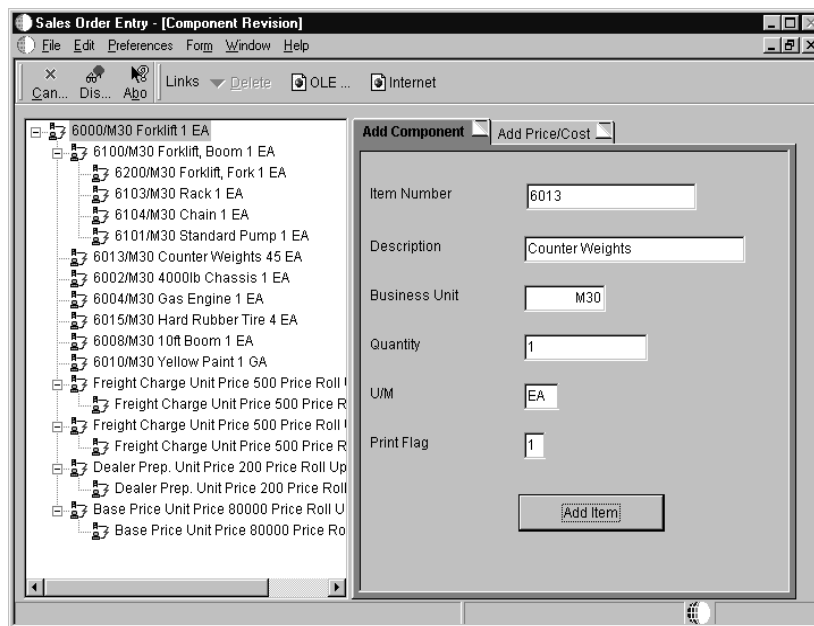 Sales Order Entry - [Component Revision]
File Edit Preferences Form Window Help
Can... Dis... Abo Links Delete OLE ... Internet
6000/M30 Forklift 1 EA
6100/M30 Forklift, Boom 1 EA
6200/M30 Forklift, Fork 1 EA
6103/M30 Rack 1 EA
6104/M30 Chain 1 EA
6101/M30 Standard Pump 1 EA
6013/M30 Counter Weights 45 EA
6002/M30 4000lb Chassis 1 EA
6004/M30 Gas Engine 1 EA
6015/M30 Hard Rubber Tire 4 EA
6008/M30 10ft Boom 1 EA
6010/M30 Yellow Paint 1 GA
Freight Charge Unit Price 500 Price Roll
Freight Charge Unit Price 500 Price R
Freight Charge Unit Price 500 Price Roll
Freight Charge Unit Price 500 Price R
Dealer Prep. Unit Price 200 Price Roll Up
Dealer Prep. Unit Price 200 Price Roll
Base Price Unit Price 80000 Price Roll U
Base Price Unit Price 80000 Price Ro
Add Component Add Price/Cost
Item Number 6013
Description Counter Weights
Business Unit M30
Quantity 1
U/M EA
Print Flag 1
Add Item